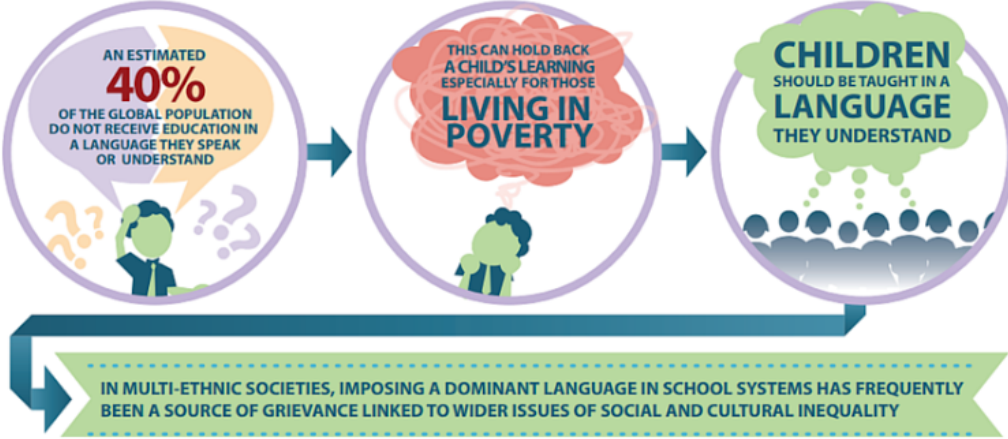 AN ESTIMATED
40%
OF THE GLOBAL POPULATION
DO NOT RECEIVE EDUCATION IN
A LANGUAGE THEY SPEAK
OR UNDERSTAND
THIS CAN HOLD BACK
A CHILD'S LEARNING
ESPECIALLY FOR THOSE
LIVING IN
POVERTY
CHILDREN
SHOULD BE TAUGHT IN A
LANGUAGE
THEY UNDERSTAND
? ? ?
? ? ?
IN MULTI-ETHNIC SOCIETIES, IMPOSING A DOMINANT LANGUAGE IN SCHOOL SYSTEMS HAS FREQUENTLY
BEEN A SOURCE OF GRIEVANCE LINKED TO WIDER ISSUES OF SOCIAL AND CULTURAL INEQUALITY